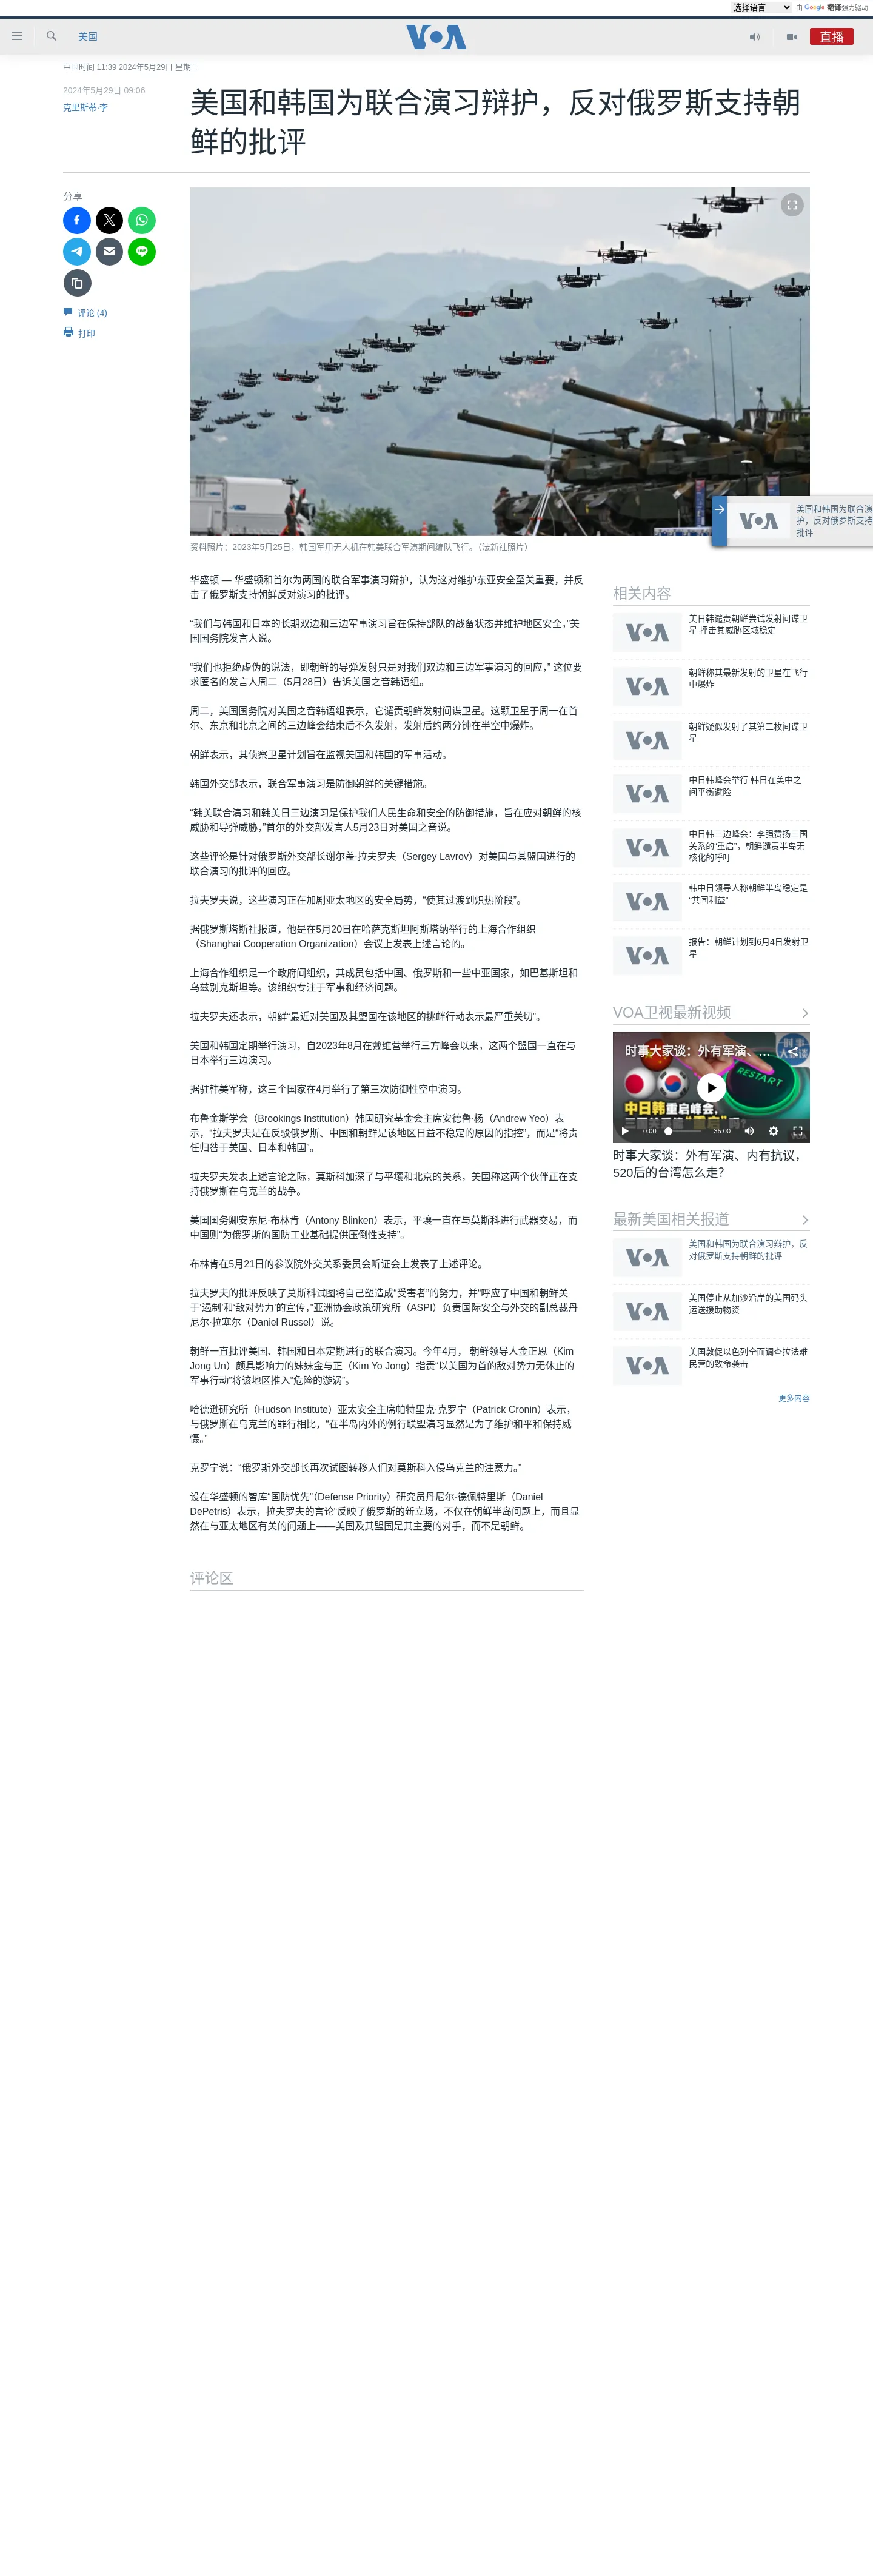 选择语言 由 Google 翻译强力驱动
美国
VOA
直播
中国时间 11:39 2024年5月29日 星期三
2024年5月29日 09:06
克里斯蒂·李
美国和韩国为联合演习辩护，反对俄罗斯支持朝
鲜的批评
分享
评论 (4)
打印
资料照片：2023年5月25日，韩国军用无人机在韩美联合军演期间编队飞行。（法新社照片）
美国和韩国为联合演
护，反对俄罗斯支持
批评
华盛顿 — 华盛顿和首尔为两国的联合军事演习辩护，认为这对维护东亚安全至关重要，并反
击了俄罗斯支持朝鲜反对演习的批评。
“我们与韩国和日本的长期双边和三边军事演习旨在保持部队的战备状态并维护地区安全，”美
国国务院发言人说。
“我们也拒绝虚伪的说法，即朝鲜的导弹发射只是对我们双边和三边军事演习的回应，” 这位要
求匿名的发言人周二（5月28日）告诉美国之音韩语组。
周二，美国国务院对美国之音韩语组表示，它谴责朝鲜发射间谍卫星。这颗卫星于周一在首
尔、东京和北京之间的三边峰会结束后不久发射，发射后约两分钟在半空中爆炸。
朝鲜表示，其侦察卫星计划旨在监视美国和韩国的军事活动。
韩国外交部表示，联合军事演习是防御朝鲜的关键措施。
“韩美联合演习和韩美日三边演习是保护我们人民生命和安全的防御措施，旨在应对朝鲜的核
威胁和导弹威胁，”首尔的外交部发言人5月23日对美国之音说。
这些评论是针对俄罗斯外交部长谢尔盖·拉夫罗夫（Sergey Lavrov）对美国与其盟国进行的
联合演习的批评的回应。
拉夫罗夫说，这些演习正在加剧亚太地区的安全局势，“使其过渡到炽热阶段”。
据俄罗斯塔斯社报道，他是在5月20日在哈萨克斯坦阿斯塔纳举行的上海合作组织
（Shanghai Cooperation Organization）会议上发表上述言论的。
上海合作组织是一个政府间组织，其成员包括中国、俄罗斯和一些中亚国家，如巴基斯坦和
乌兹别克斯坦等。该组织专注于军事和经济问题。
拉夫罗夫还表示，朝鲜“最近对美国及其盟国在该地区的挑衅行动表示最严重关切”。
美国和韩国定期举行演习，自2023年8月在戴维营举行三方峰会以来，这两个盟国一直在与
日本举行三边演习。
据驻韩美军称，这三个国家在4月举行了第三次防御性空中演习。
布鲁金斯学会（Brookings Institution）韩国研究基金会主席安德鲁·杨（Andrew Yeo）表
示，“拉夫罗夫是在反驳俄罗斯、中国和朝鲜是该地区日益不稳定的原因的指控”，而是“将责
任归咎于美国、日本和韩国”。
拉夫罗夫发表上述言论之际，莫斯科加深了与平壤和北京的关系，美国称这两个伙伴正在支
持俄罗斯在乌克兰的战争。
美国国务卿安东尼·布林肯（Antony Blinken）表示，平壤一直在与莫斯科进行武器交易，而
中国则“为俄罗斯的国防工业基础提供压倒性支持”。
布林肯在5月21日的参议院外交关系委员会听证会上发表了上述评论。
拉夫罗夫的批评反映了莫斯科试图将自己塑造成“受害者”的努力，并“呼应了中国和朝鲜关
于‘遏制’和‘敌对势力’的宣传，”亚洲协会政策研究所（ASPI）负责国际安全与外交的副总裁丹
尼尔·拉塞尔（Daniel Russel）说。
朝鲜一直批评美国、韩国和日本定期进行的联合演习。今年4月， 朝鲜领导人金正恩（Kim
Jong Un）颇具影响力的妹妹金与正（Kim Yo Jong）指责“以美国为首的敌对势力无休止的
军事行动”将该地区推入“危险的漩涡”。
哈德逊研究所（Hudson Institute）亚太安全主席帕特里克·克罗宁（Patrick Cronin）表示，
与俄罗斯在乌克兰的罪行相比，“在半岛内外的例行联盟演习显然是为了维护和平和保持威
慑。”
克罗宁说：“俄罗斯外交部长再次试图转移人们对莫斯科入侵乌克兰的注意力。”
设在华盛顿的智库“国防优先”（Defense Priority）研究员丹尼尔·德佩特里斯（Daniel
DePetris）表示，拉夫罗夫的言论“反映了俄罗斯的新立场，不仅在朝鲜半岛问题上，而且显
然在与亚太地区有关的问题上——美国及其盟国是其主要的对手，而不是朝鲜。
评论区
相关内容
美日韩谴责朝鲜尝试发射间谍卫
星 抨击其威胁区域稳定
朝鲜称其最新发射的卫星在飞行
中爆炸
朝鲜疑似发射了其第二枚间谍卫
星
中日韩峰会举行 韩日在美中之
间平衡避险
中日韩三边峰会：李强赞扬三国
关系的“重启”，朝鲜谴责半岛无
核化的呼吁
韩中日领导人称朝鲜半岛稳定是
“共同利益”
报告：朝鲜计划到6月4日发射卫
星
VOA卫视最新视频
时事大家谈：外有军演、...
RESTART
中日韩重启峰会，
0:00 35:00
时事大家谈：外有军演、内有抗议，
520后的台湾怎么走？
最新美国相关报道
美国和韩国为联合演习辩护，反
对俄罗斯支持朝鲜的批评
美国停止从加沙沿岸的美国码头
运送援助物资
美国敦促以色列全面调查拉法难
民营的致命袭击
更多内容